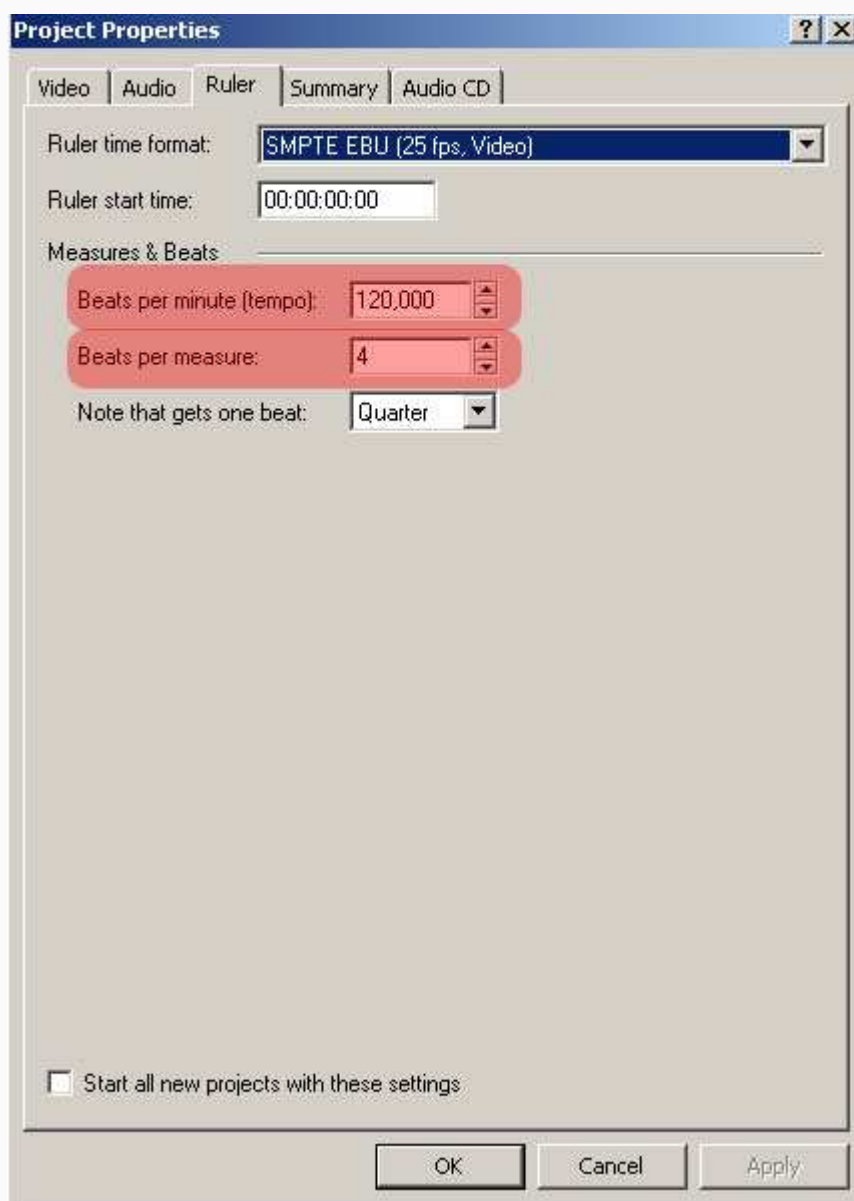 Project Properties
Video Audio Ruler Summary Audio CD
Ruler time format: SMPTE EBU (25 fps, Video)
Ruler start time: 00:00:00:00
Measures & Beats
Beats per minute (tempo): 120,000
Beats per measure: 4
Note that gets one beat: Quarter
Start all new projects with these settings
OK Cancel Apply